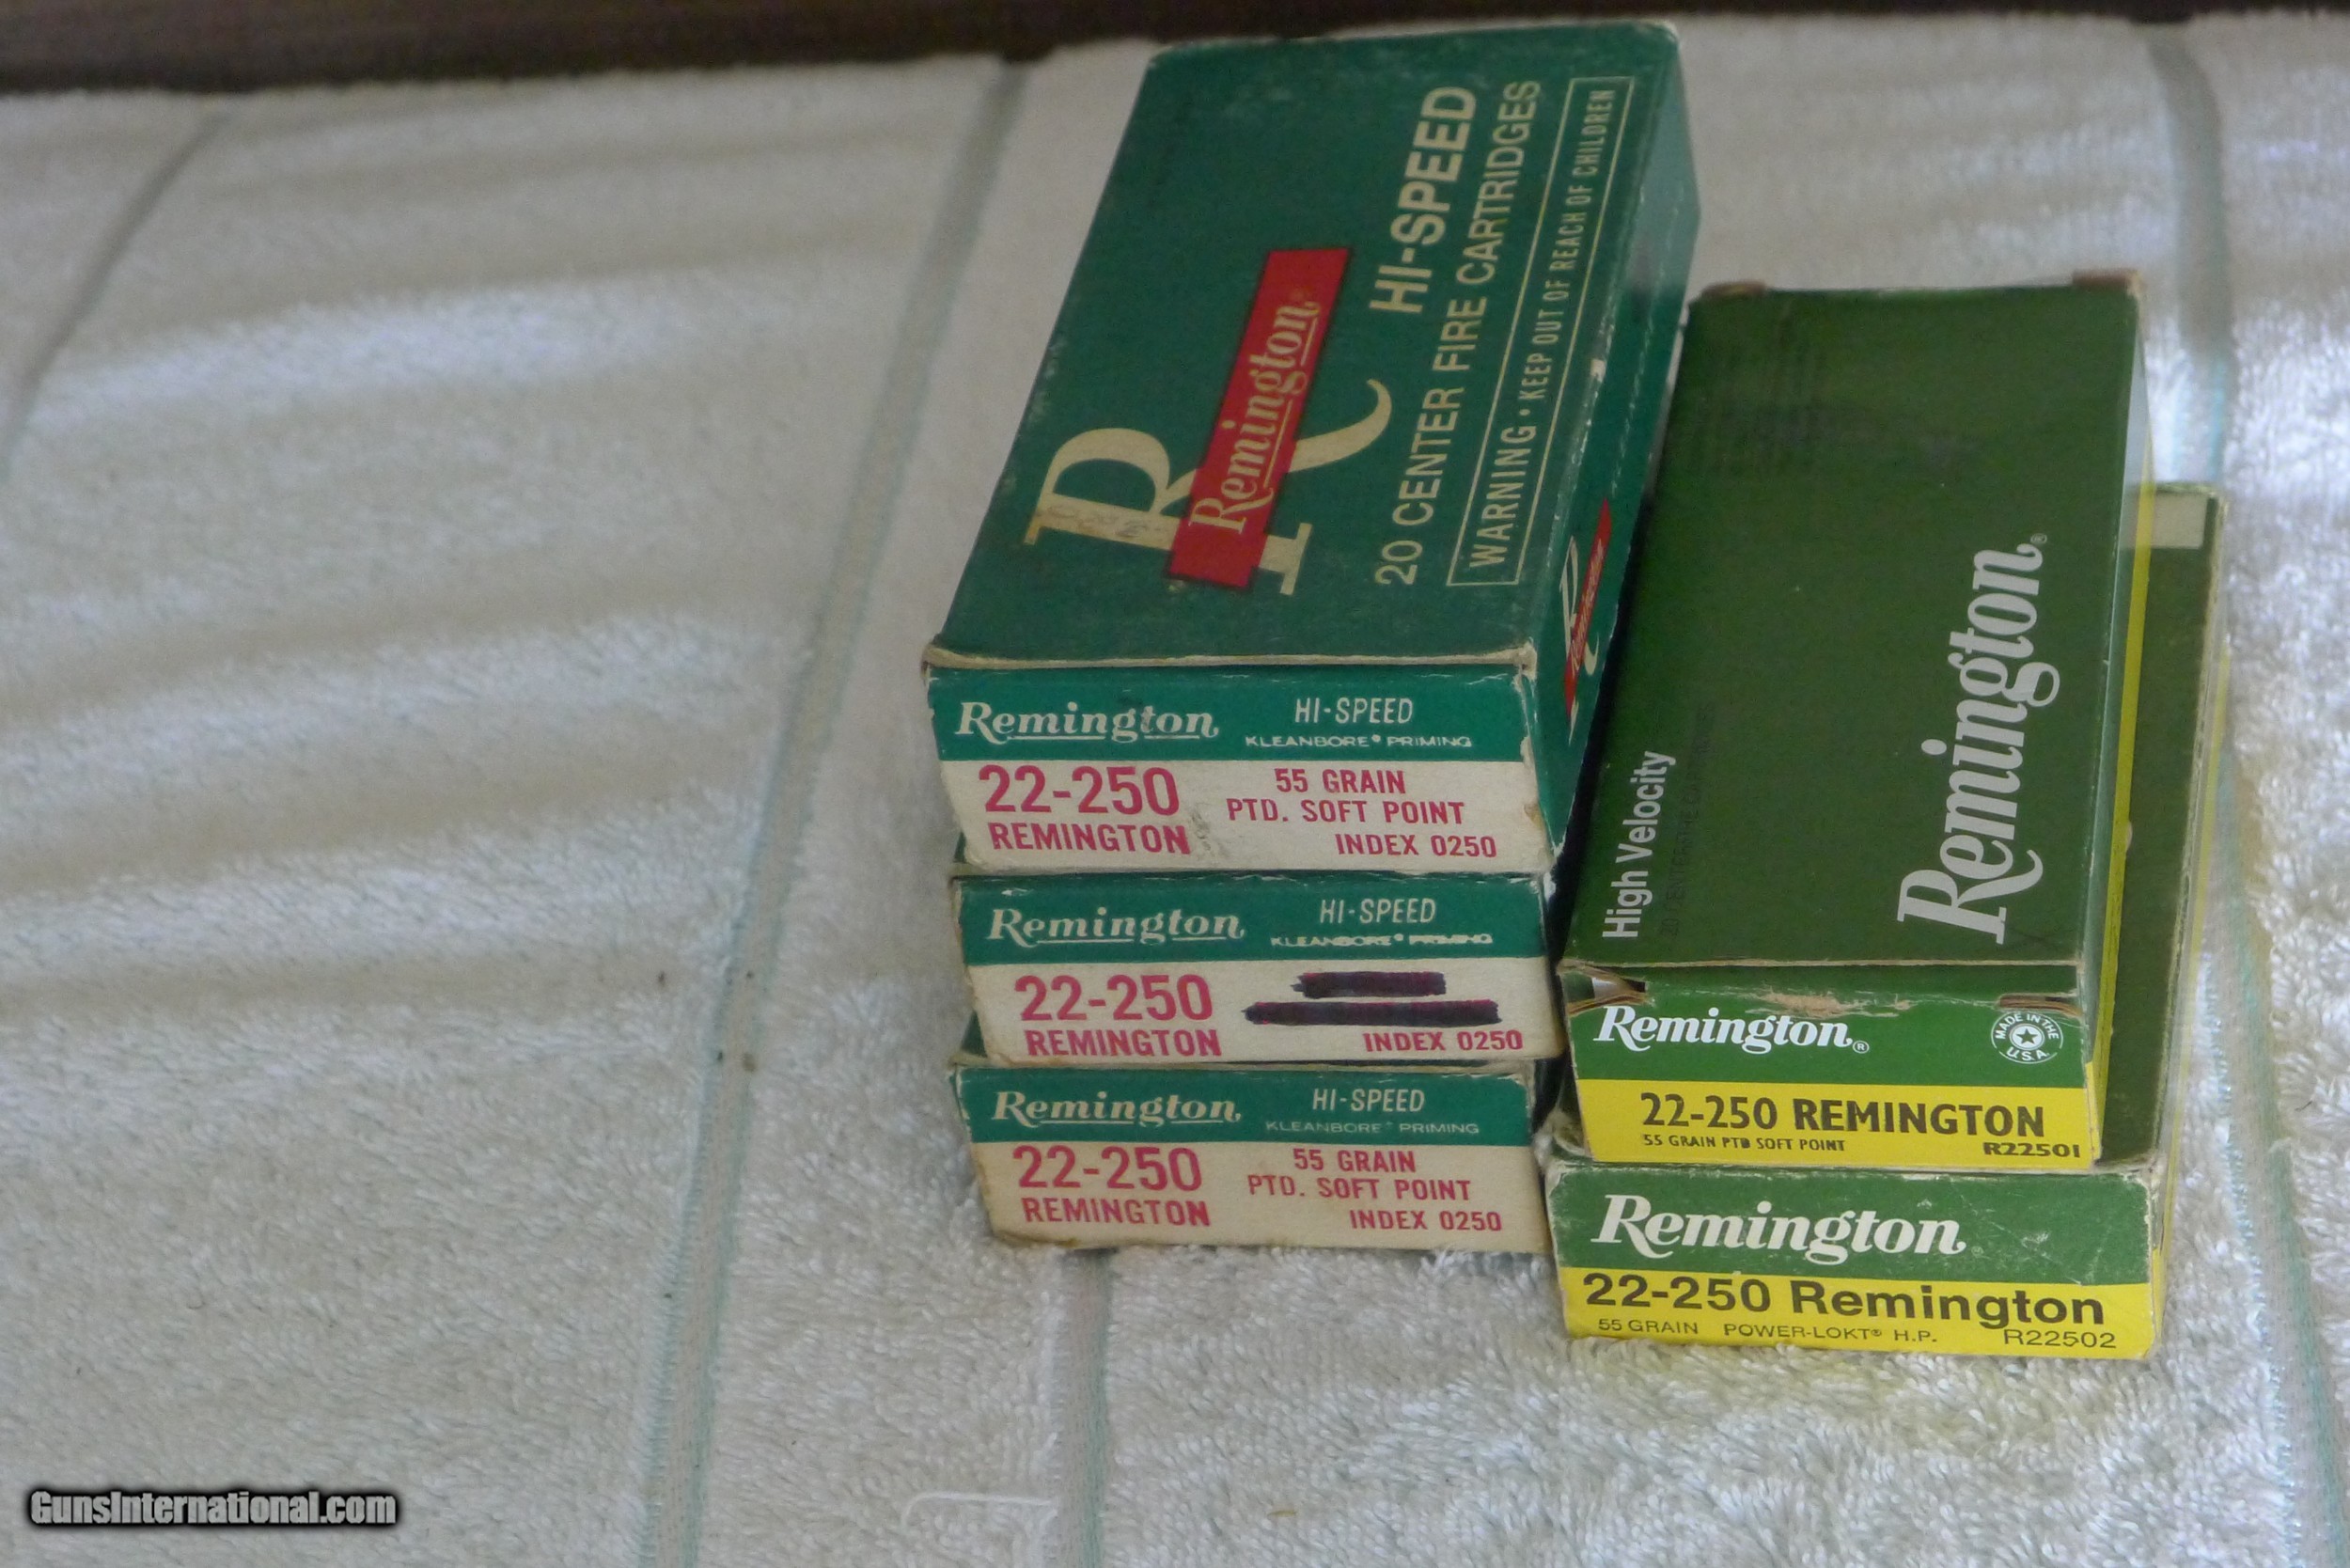 Remington
HI-SPEED
20 CENTER FIRE CARTRIDGES
WARNING • KEEP OUT OF REACH OF CHILDREN
R
Remington
Remington
HI-SPEED
KLEANBORE® PRIMING
22-250
REMINGTON
55 GRAIN
PTD. SOFT POINT
INDEX 0250
Remington
HI-SPEED
KLEANBORE® PRIMING
22-250
REMINGTON
INDEX 0250
Remington
HI-SPEED
KLEANBORE® PRIMING
22-250
REMINGTON
55 GRAIN
PTD. SOFT POINT
INDEX 0250
High Velocity
Remington®
Remington®
MADE IN THE
U.S.A.
22-250 REMINGTON
55 GRAIN PTD SOFT POINT
R22501
Remington
22-250 Remington
55 GRAIN POWER-LOKT® H.P. R22502
GunsInternational.com